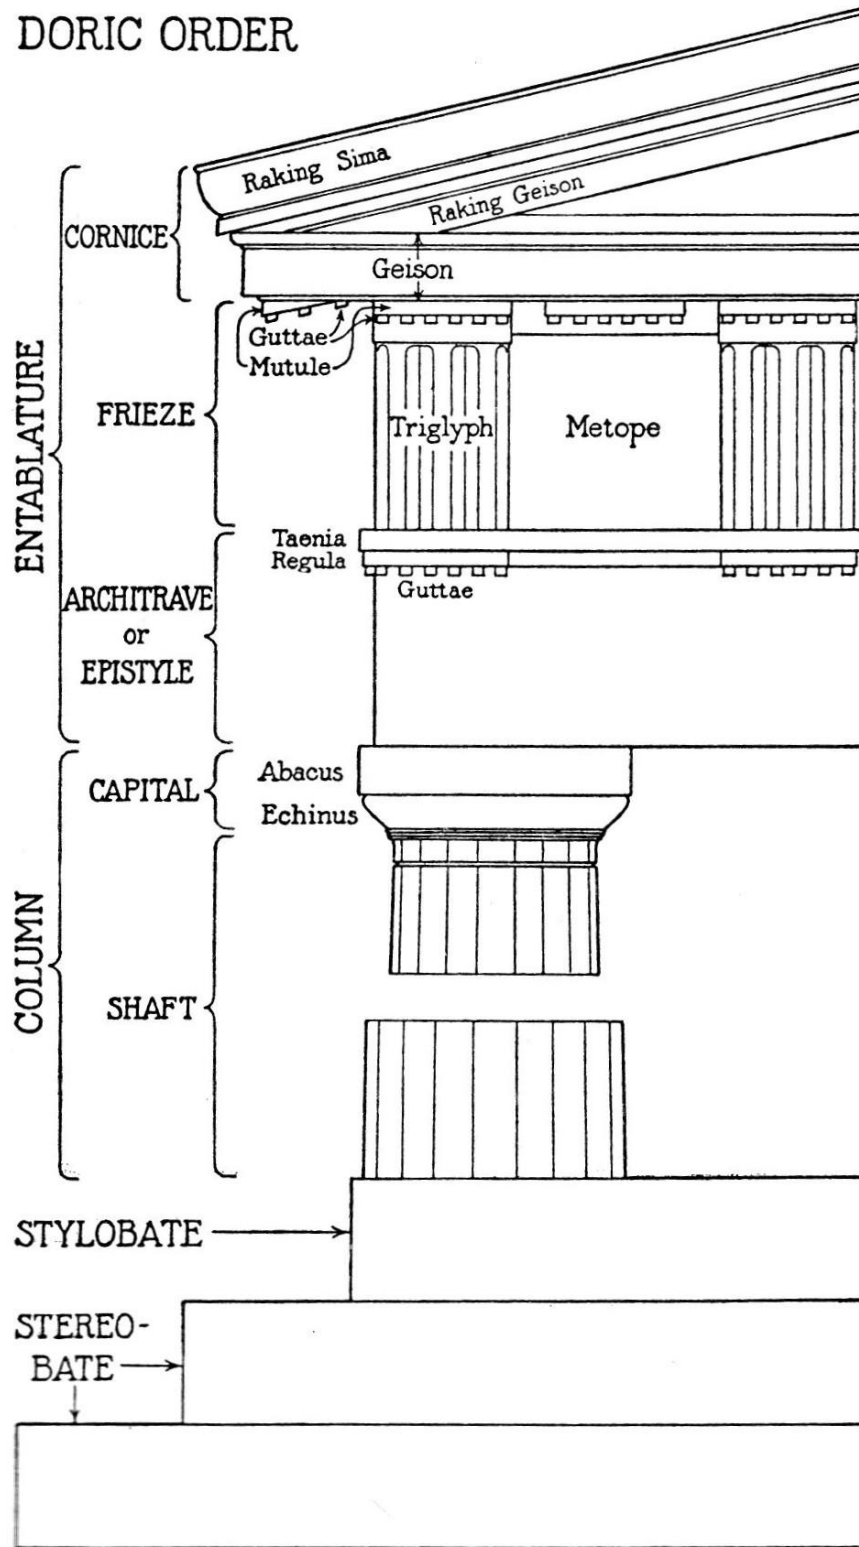 DORIC ORDER
Raking Sima
Raking Geison
CORNICE
Geison
Guttae
Mutule
ENTABLATURE
FRIEZE
Triglyph
Metope
Taenia
Regula
Guttae
ARCHITRAVE
or
EPISTYLE
CAPITAL
Abacus
Echinus
COLUMN
SHAFT
STYLOBATE
STEREO-
BATE